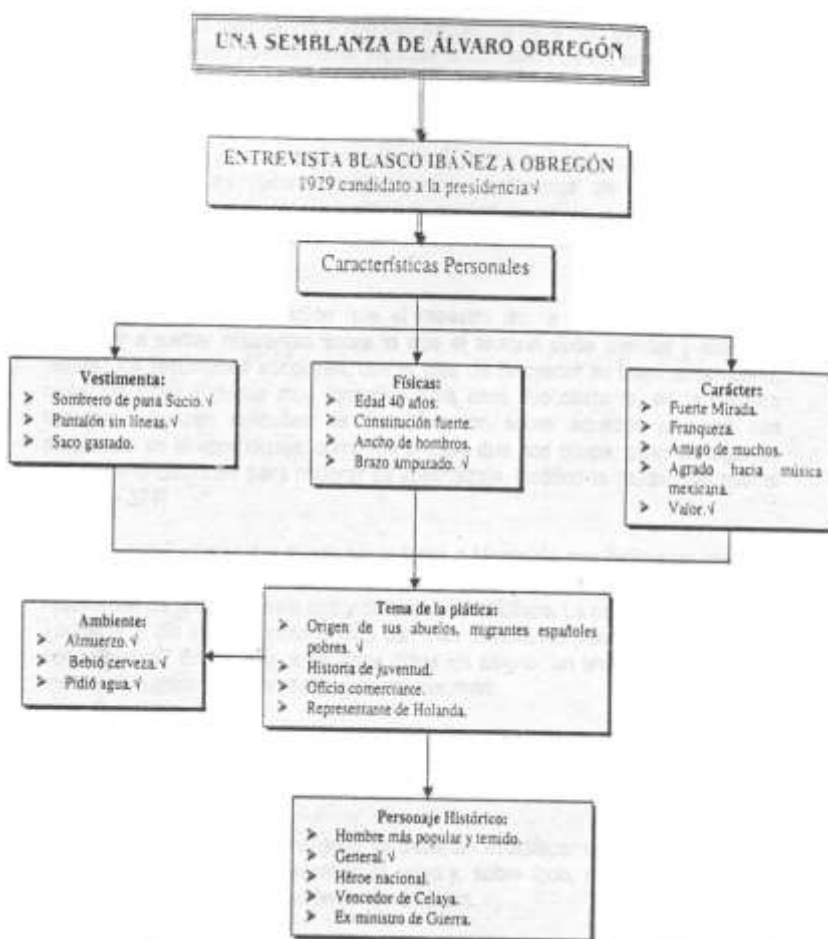 UNA SEMBLANZA DE ÁLVARO OBREGÓN
ENTREVISTA BLASCO IBÁÑEZ A OBREGÓN
1929 candidato a la presidencia √
Características Personales
Vestimenta:
➢ Sombrero de pana Sucio. √
➢ Pantalón sin líneas. √
➢ Saco gastado.
Físicas:
➢ Edad 40 años.
➢ Constitución fuerte.
➢ Ancho de hombros.
➢ Brazo amputado. √
Carácter:
➢ Fuerte Mirada.
➢ Franqueza.
➢ Amigo de muchos.
➢ Agrado hacia música
mexicana.
➢ Valor. √
Ambiente:
➢ Almuerzo. √
➢ Bebió cerveza. √
➢ Pidió agua. √
Tema de la plática:
➢ Origen de sus abuelos, migrantes españoles
pobres. √
➢ Historia de juventud.
➢ Oficio comerciante.
➢ Representante de Holanda.
Personaje Histórico:
➢ Hombre más popular y temido.
➢ General. √
➢ Héroe nacional.
➢ Vencedor de Celaya.
➢ Ex ministro de Guerra.